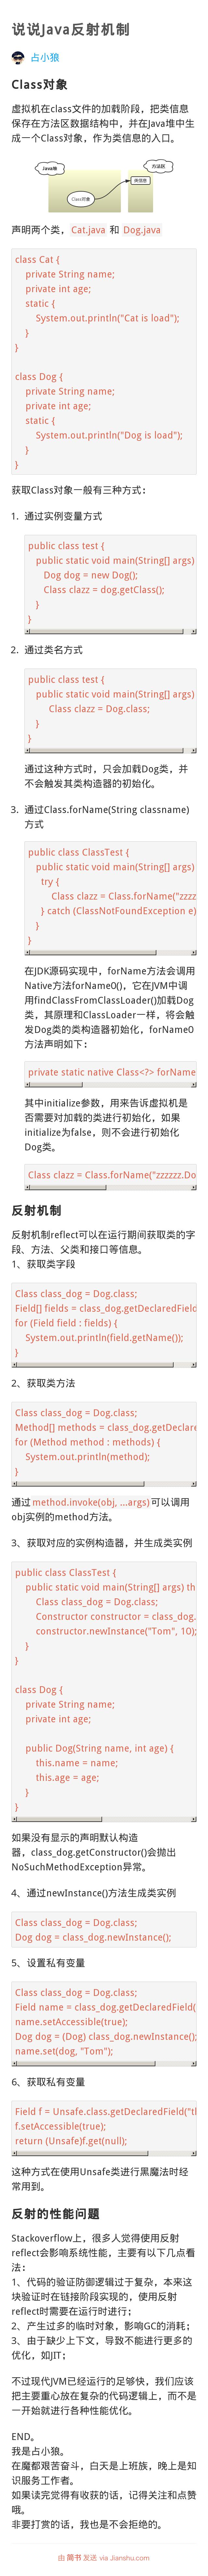 说说Java反射机制
占小狼
Class对象
虚拟机在class文件的加载阶段，把类信息
保存在方法区数据结构中，并在Java堆中生
成一个Class对象，作为类信息的入口。
Java堆
方法区
类信息
Class对象
声明两个类，Cat.java 和 Dog.java
class Cat {
private String name;
private int age;
static {
System.out.println("Cat is load");
}
}
class Dog {
private String name;
private int age;
static {
System.out.println("Dog is load");
}
}
获取Class对象一般有三种方式：
1. 通过实例变量方式
public class test {
public static void main(String[] args)
Dog dog = new Dog();
Class clazz = dog.getClass();
}
}
2. 通过类名方式
public class test {
public static void main(String[] args)
Class clazz = Dog.class;
}
}
通过这种方式时，只会加载Dog类，并
不会触发其类构造器的初始化。
3. 通过Class.forName(String classname)
方式
public class ClassTest {
public static void main(String[] args)
try {
Class clazz = Class.forName("zzzz
} catch (ClassNotFoundException e)
}
}
在JDK源码实现中，forName方法会调用
Native方法forName0()，它在JVM中调
用findClassFromClassLoader()加载Dog
类，其原理和ClassLoader一样，将会触
发Dog类的类构造器初始化，forName0
方法声明如下：
private static native Class<?> forName
其中initialize参数，用来告诉虚拟机是
否需要对加载的类进行初始化，如果
initialize为false，则不会进行初始化
Dog类。
Class clazz = Class.forName("zzzzzz.Do
反射机制
反射机制reflect可以在运行期间获取类的字
段、方法、父类和接口等信息。
1、获取类字段
Class class_dog = Dog.class;
Field[] fields = class_dog.getDeclaredField
for (Field field : fields) {
System.out.println(field.getName());
}
2、获取类方法
Class class_dog = Dog.class;
Method[] methods = class_dog.getDeclare
for (Method method : methods) {
System.out.println(method);
}
通过method.invoke(obj, ...args)可以调用
obj实例的method方法。
3、获取对应的实例构造器，并生成类实例
public class ClassTest {
public static void main(String[] args) th
Class class_dog = Dog.class;
Constructor constructor = class_dog.
constructor.newInstance("Tom", 10);
}
}
class Dog {
private String name;
private int age;
public Dog(String name, int age) {
this.name = name;
this.age = age;
}
}
如果没有显示的声明默认构造
器，class_dog.getConstructor()会抛出
NoSuchMethodException异常。
4、通过newInstance()方法生成类实例
Class class_dog = Dog.class;
Dog dog = class_dog.newInstance();
5、设置私有变量
Class class_dog = Dog.class;
Field name = class_dog.getDeclaredField(
name.setAccessible(true);
Dog dog = (Dog) class_dog.newInstance();
name.set(dog, "Tom");
6、获取私有变量
Field f = Unsafe.class.getDeclaredField("tl
f.setAccessible(true);
return (Unsafe)f.get(null);
这种方式在使用Unsafe类进行黑魔法时经
常用到。
反射的性能问题
Stackoverflow上，很多人觉得使用反射
reflect会影响系统性能，主要有以下几点看
法：
1、代码的验证防御逻辑过于复杂，本来这
块验证时在链接阶段实现的，使用反射
reflect时需要在运行时进行；
2、产生过多的临时对象，影响GC的消耗；
3、由于缺少上下文，导致不能进行更多的
优化，如JIT；
不过现代JVM已经运行的足够快，我们应该
把主要重心放在复杂的代码逻辑上，而不是
一开始就进行各种性能优化。
END。
我是占小狼。
在魔都艰苦奋斗，白天是上班族，晚上是知
识服务工作者。
如果读完觉得有收获的话，记得关注和点赞
哦。
非要打赏的话，我也是不会拒绝的。
由 简书 发送 via Jianshu.com